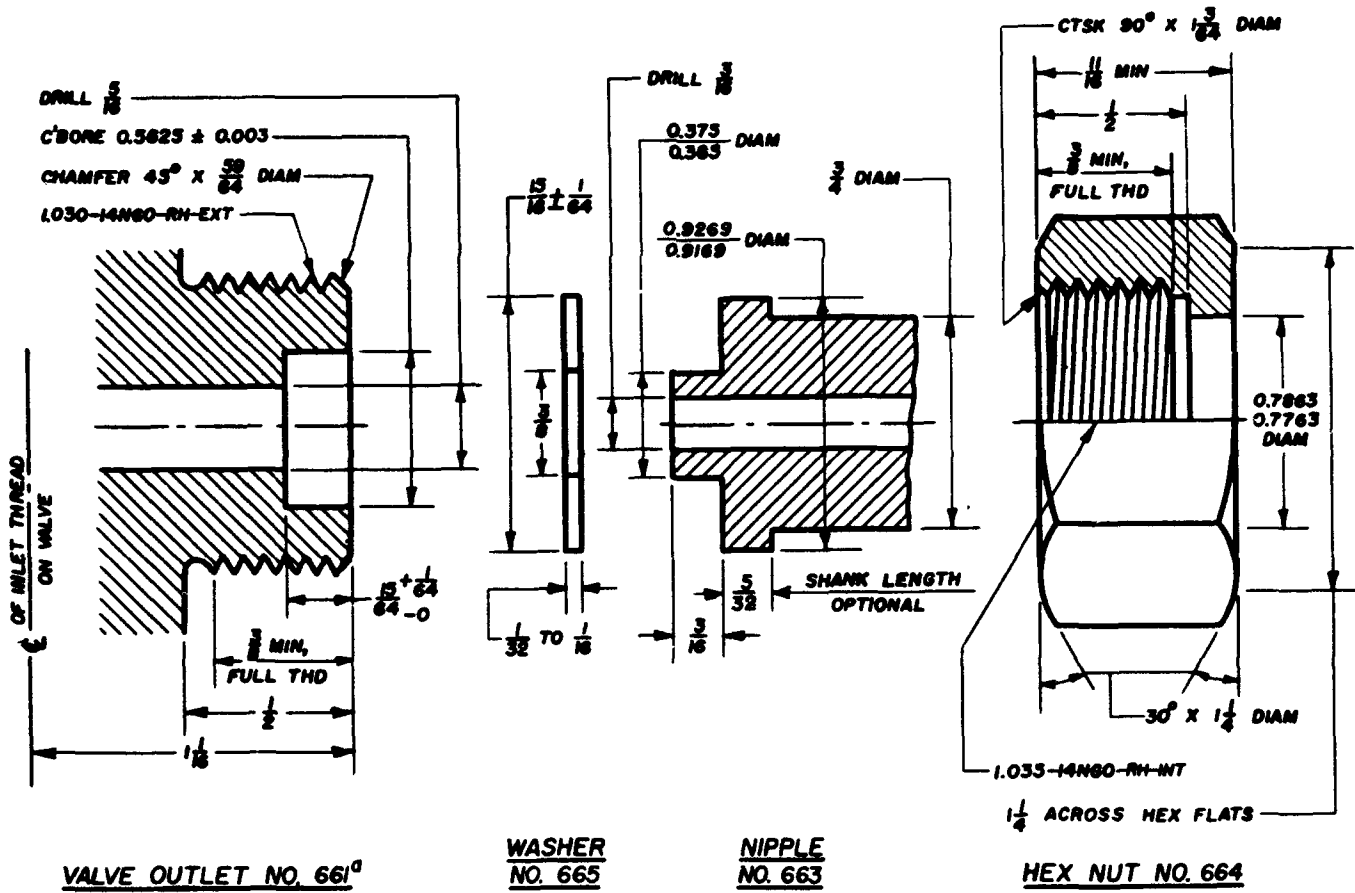 CTSK 90° X 1 3/64 DIAM
11/16 MIN
1/2
3/8 MIN,
FULL THD
DRILL 5/16
C'BORE 0.5625 ± 0.003
CHAMFER 45° X 59/64 DIAM
1.030-14NGO-RH-EXT
DRILL 3/16
0.373
0.363 DIAM
15/16 ± 1/64
0.9269
0.9169 DIAM
3/4 DIAM
3/8
0.7863
0.7763
DIAM
℄ OF INLET THREAD
ON VALVE
13/64 +1/64 -0
3/8 MIN,
FULL THD
1/2
1 1/16
1/32 TO 1/16
3/16
5/32
SHANK LENGTH
OPTIONAL
30° X 1 1/4 DIAM
1.035-14NGO-RH-INT
1 1/4 ACROSS HEX FLATS
VALVE OUTLET NO. 661a
WASHER
NO. 665
NIPPLE
NO. 663
HEX NUT NO. 664